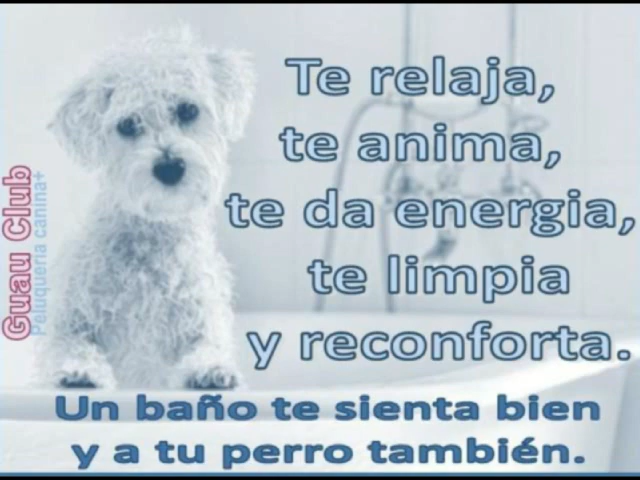 Te relaja,
te anima,
te da energia,
te limpia
y reconforta.
Un baño te sienta bien
y a tu perro también.
Guau Club
Peluqueria canina+